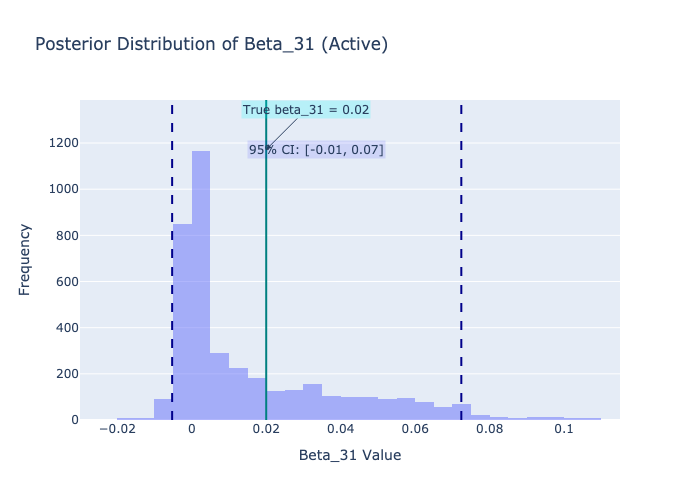 Posterior Distribution of Beta_31 (Active)
True beta_31 = 0.02
95% CI: [-0.01, 0.07]
1200
1000
800
600
400
200
0
Frequency
−0.02
0
0.02
0.04
0.06
0.08
0.1
Beta_31 Value